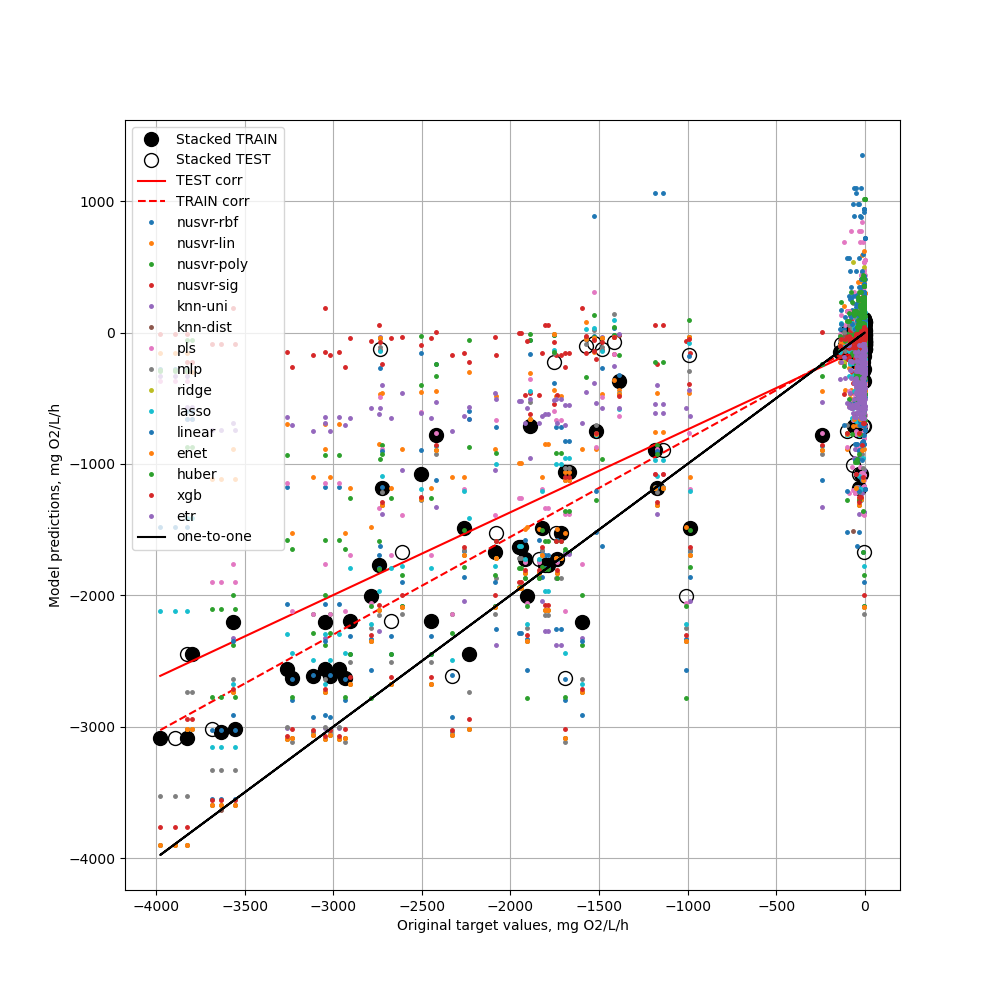 Stacked TRAIN
Stacked TEST
TEST corr
TRAIN corr
nusvr-rbf
nusvr-lin
nusvr-poly
nusvr-sig
knn-uni
knn-dist
pls
mlp
ridge
lasso
linear
enet
huber
xgb
etr
one-to-one
1000
0
−1000
−2000
−3000
−4000
Model predictions, mg O2/L/h
−4000 −3500 −3000 −2500 −2000 −1500 −1000 −500 0
Original target values, mg O2/L/h